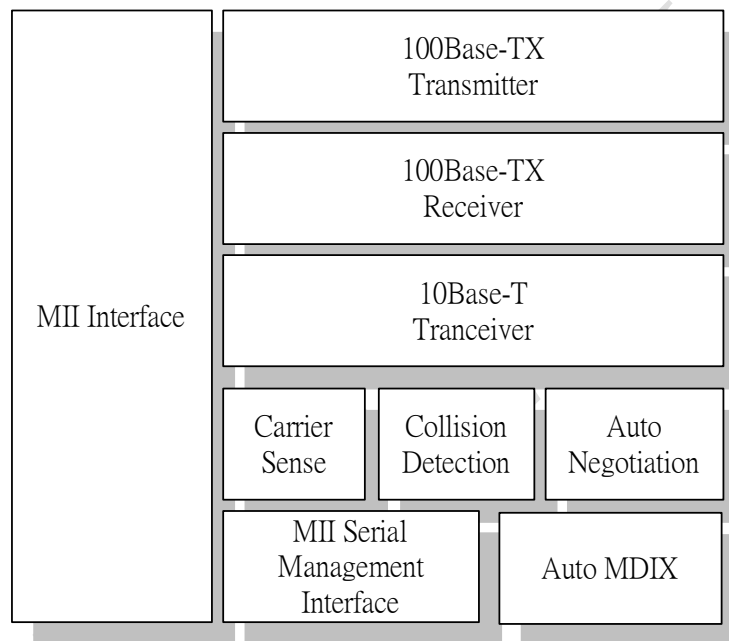 MII Interface
100Base-TX
Transmitter
100Base-TX
Receiver
10Base-T
Tranceiver
Carrier
Sense
Collision
Detection
Auto
Negotiation
MII Serial
Management
Interface
Auto MDIX